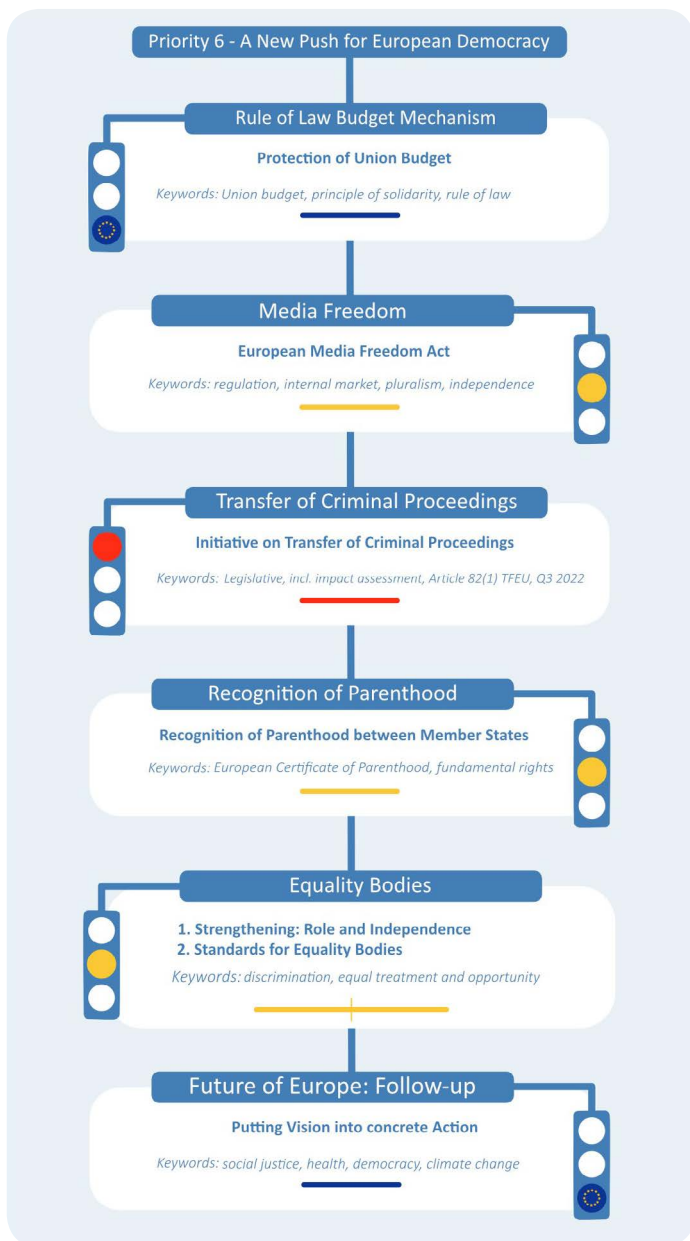 Priority 6 - A New Push for European Democracy
Rule of Law Budget Mechanism
Protection of Union Budget
Keywords: Union budget, principle of solidarity, rule of law
Media Freedom
European Media Freedom Act
Keywords: regulation, internal market, pluralism, independence
Transfer of Criminal Proceedings
Initiative on Transfer of Criminal Proceedings
Keywords: Legislative, incl. impact assessment, Article 82(1) TFEU, Q3 2022
Recognition of Parenthood
Recognition of Parenthood between Member States
Keywords: European Certificate of Parenthood, fundamental rights
Equality Bodies
1. Strengthening: Role and Independence
2. Standards for Equality Bodies
Keywords: discrimination, equal treatment and opportunity
Future of Europe: Follow-up
Putting Vision into concrete Action
Keywords: social justice, health, democracy, climate change